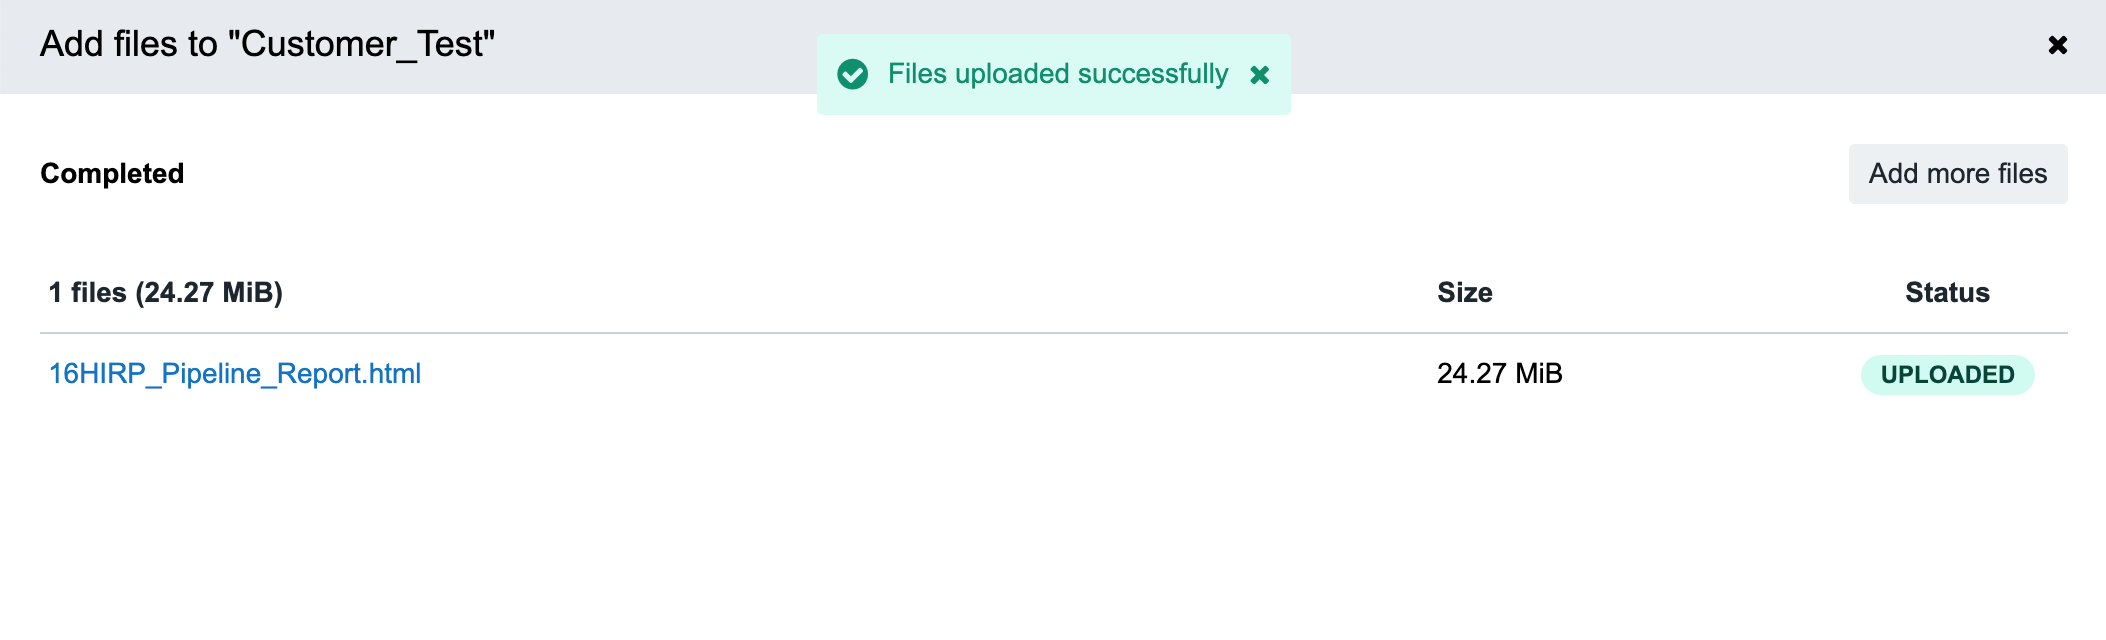 Add files to "Customer_Test"
Files uploaded successfully
Completed
Add more files
1 files (24.27 MiB) Size Status
16HIRP_Pipeline_Report.html 24.27 MiB UPLOADED